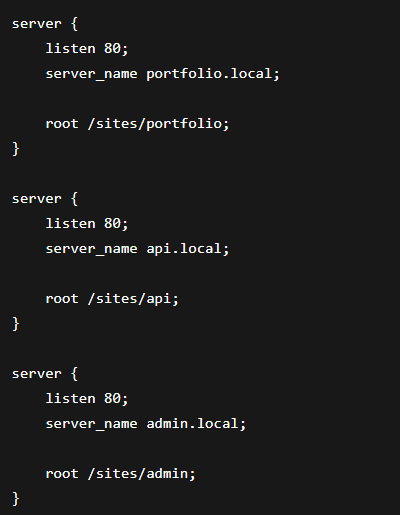 server {
    listen 80;
    server_name portfolio.local;

    root /sites/portfolio;
}

server {
    listen 80;
    server_name api.local;

    root /sites/api;
}

server {
    listen 80;
    server_name admin.local;

    root /sites/admin;
}